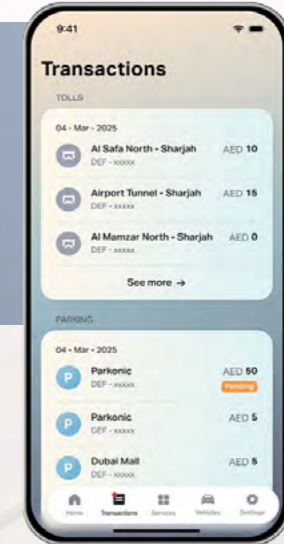 9:41
Transactions
TOLLS
04 - Mar - 2025
Al Safa North - Sharjah AED 10
DEF - xxxxx
Airport Tunnel - Sharjah AED 15
DEF - xxxxx
Al Mamzar North - Sharjah AED 0
DEF - xxxxx
See more →
PARKING
04 - Mar - 2025
P Parkonic AED 50
DEF - xxxxx Pending
P Parkonic AED 5
DEF - xxxxx
P Dubai Mall AED 5
DEF - xxxxx
Home Transactions Services Vehicles Settings